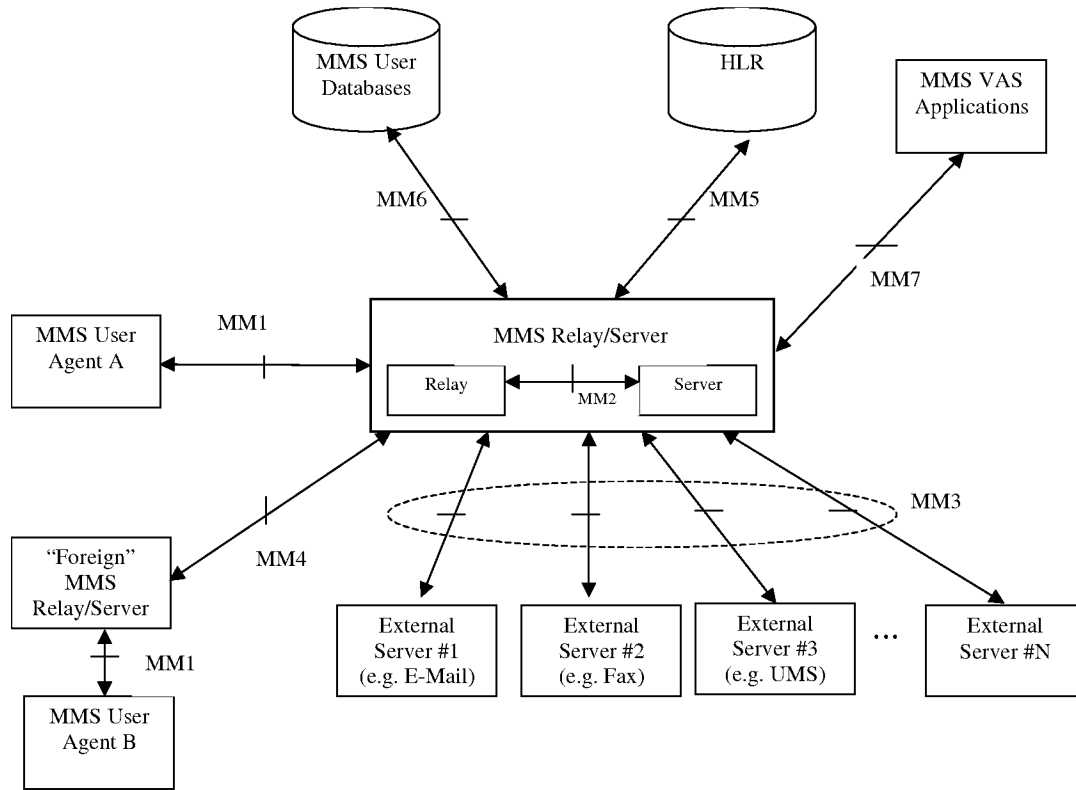 MMS User
Databases
HLR
MMS VAS
Applications
MM6
MM5
MM7
MMS User
Agent A
MM1
MMS Relay/Server
Relay
MM2
Server
MM3
MM4
“Foreign”
MMS
Relay/Server
MM1
MMS User
Agent B
External
Server #1
(e.g. E-Mail)
External
Server #2
(e.g. Fax)
External
Server #3
(e.g. UMS)
...
External
Server #N